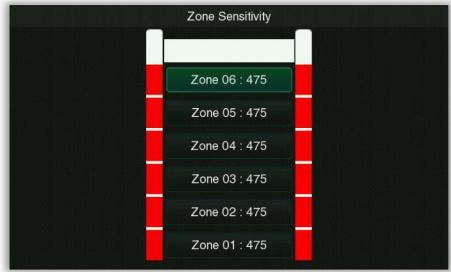 Zone Sensitivity
Zone 06 : 475
Zone 05 : 475
Zone 04 : 475
Zone 03 : 475
Zone 02 : 475
Zone 01 : 475